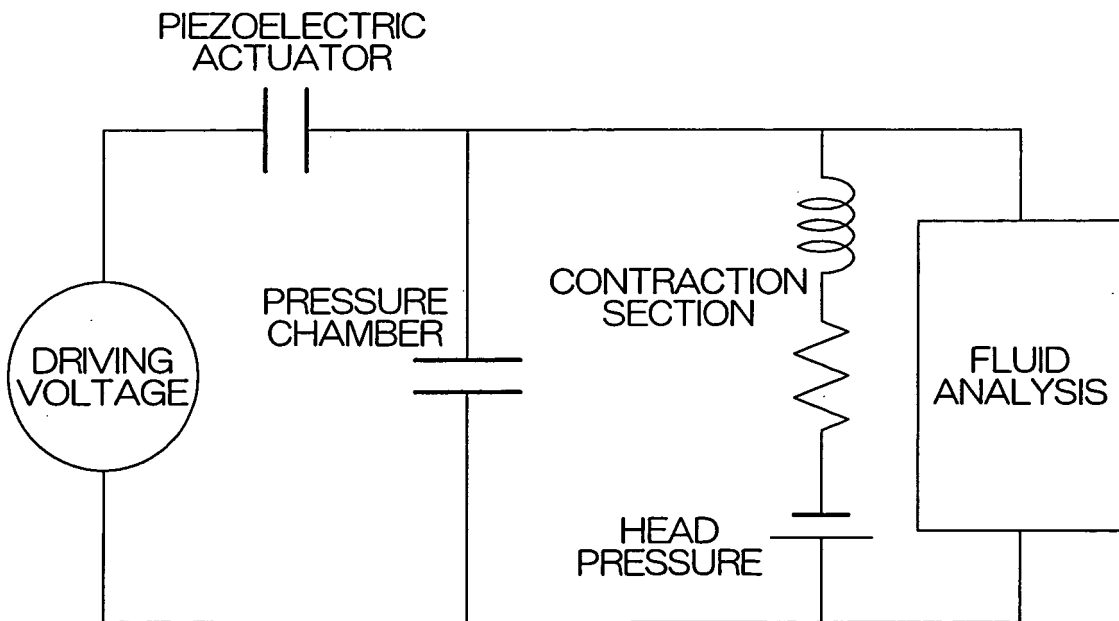 PIEZOELECTRIC
ACTUATOR
PRESSURE
CHAMBER
CONTRACTION
SECTION
DRIVING
VOLTAGE
FLUID
ANALYSIS
HEAD
PRESSURE